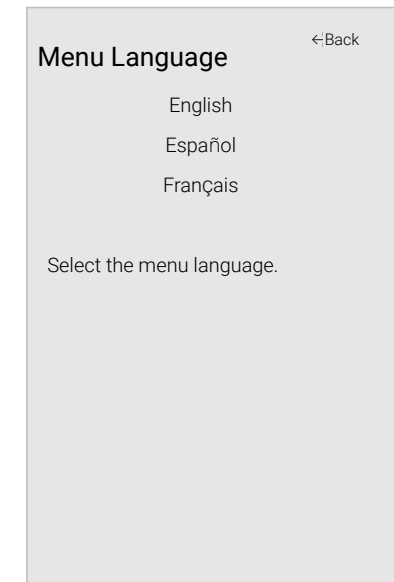 ←Back
Menu Language
English
Español
Français
Select the menu language.